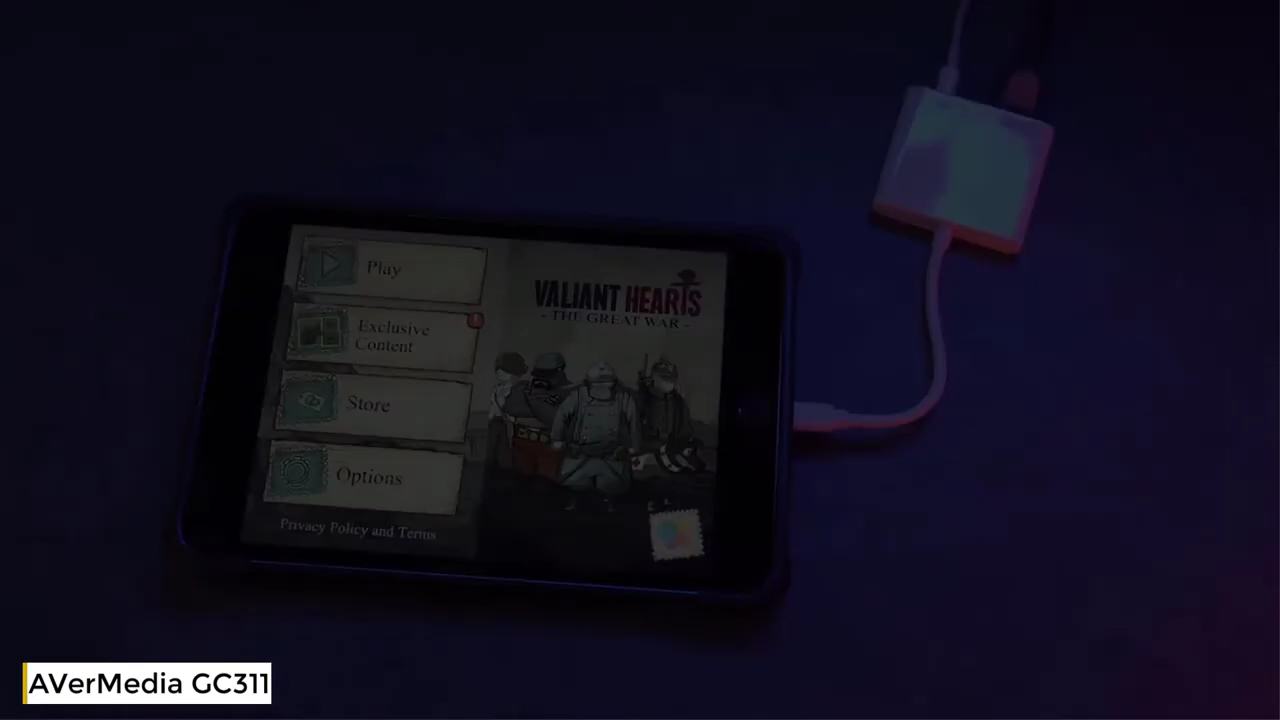 Play
Exclusive
Content
Store
Options
Privacy Policy and Terms
VALIANT HEARTS
- THE GREAT WAR -
AVerMedia GC311